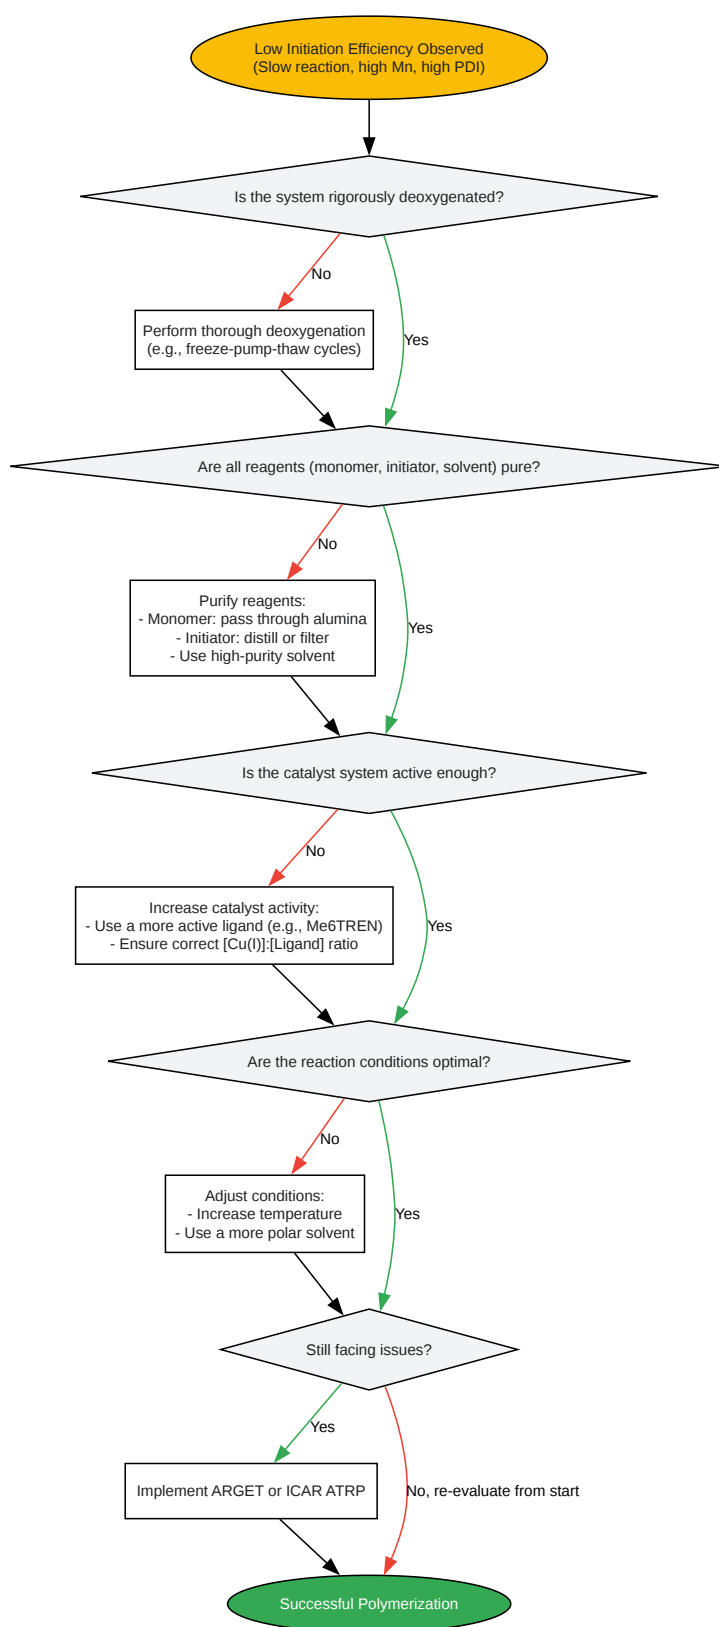 Low Initiation Efficiency Observed
(Slow reaction, high Mn, high PDI)
Is the system rigorously deoxygenated?
No
Perform thorough deoxygenation
(e.g., freeze-pump-thaw cycles)
Yes
Are all reagents (monomer, initiator, solvent) pure?
No
Purify reagents:
- Monomer: pass through alumina
- Initiator: distill or filter
- Use high-purity solvent
Yes
Is the catalyst system active enough?
No
Increase catalyst activity:
- Use a more active ligand (e.g., Me6TREN)
- Ensure correct [Cu(I)]:[Ligand] ratio
Yes
Are the reaction conditions optimal?
No
Adjust conditions:
- Increase temperature
- Use a more polar solvent
Yes
Still facing issues?
Yes
Implement ARGET or ICAR ATRP
No, re-evaluate from start
Successful Polymerization